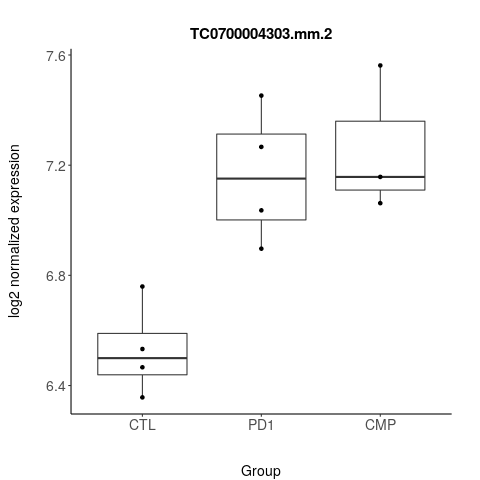 TC0700004303.mm.2
log2 normalized expression
7.6
7.2
6.8
6.4
CTL PD1 CMP
Group